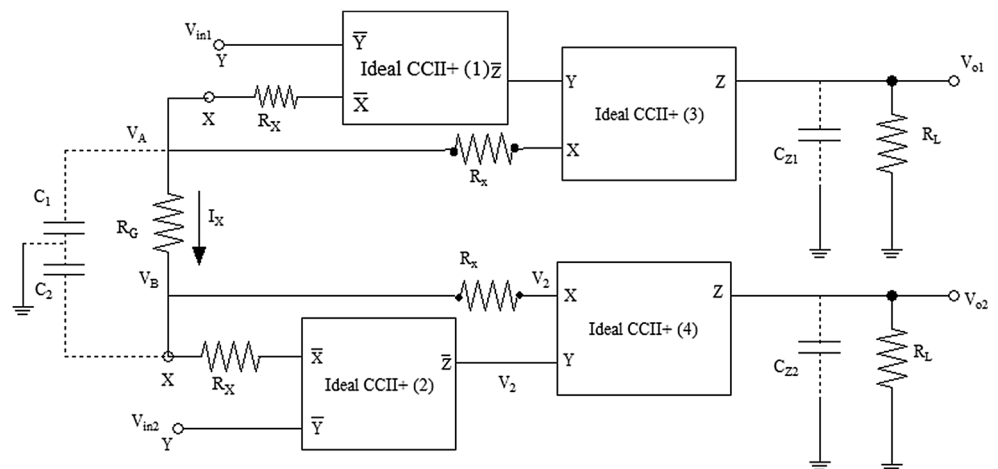 Vin1
Y
Y̅
Ideal CCII+ (1)
Z̅
X
RX
X̅
Y
Z
Ideal CCII+ (3)
X
Vo1
VA
Rx
CZ1
RL
C1
RG
IX
C2
VB
Rx
V2
X
Z
Ideal CCII+ (4)
Y
Vo2
X
RX
X̅
Z̅
Ideal CCII+ (2)
V2
CZ2
RL
Vin2
Y
Y̅